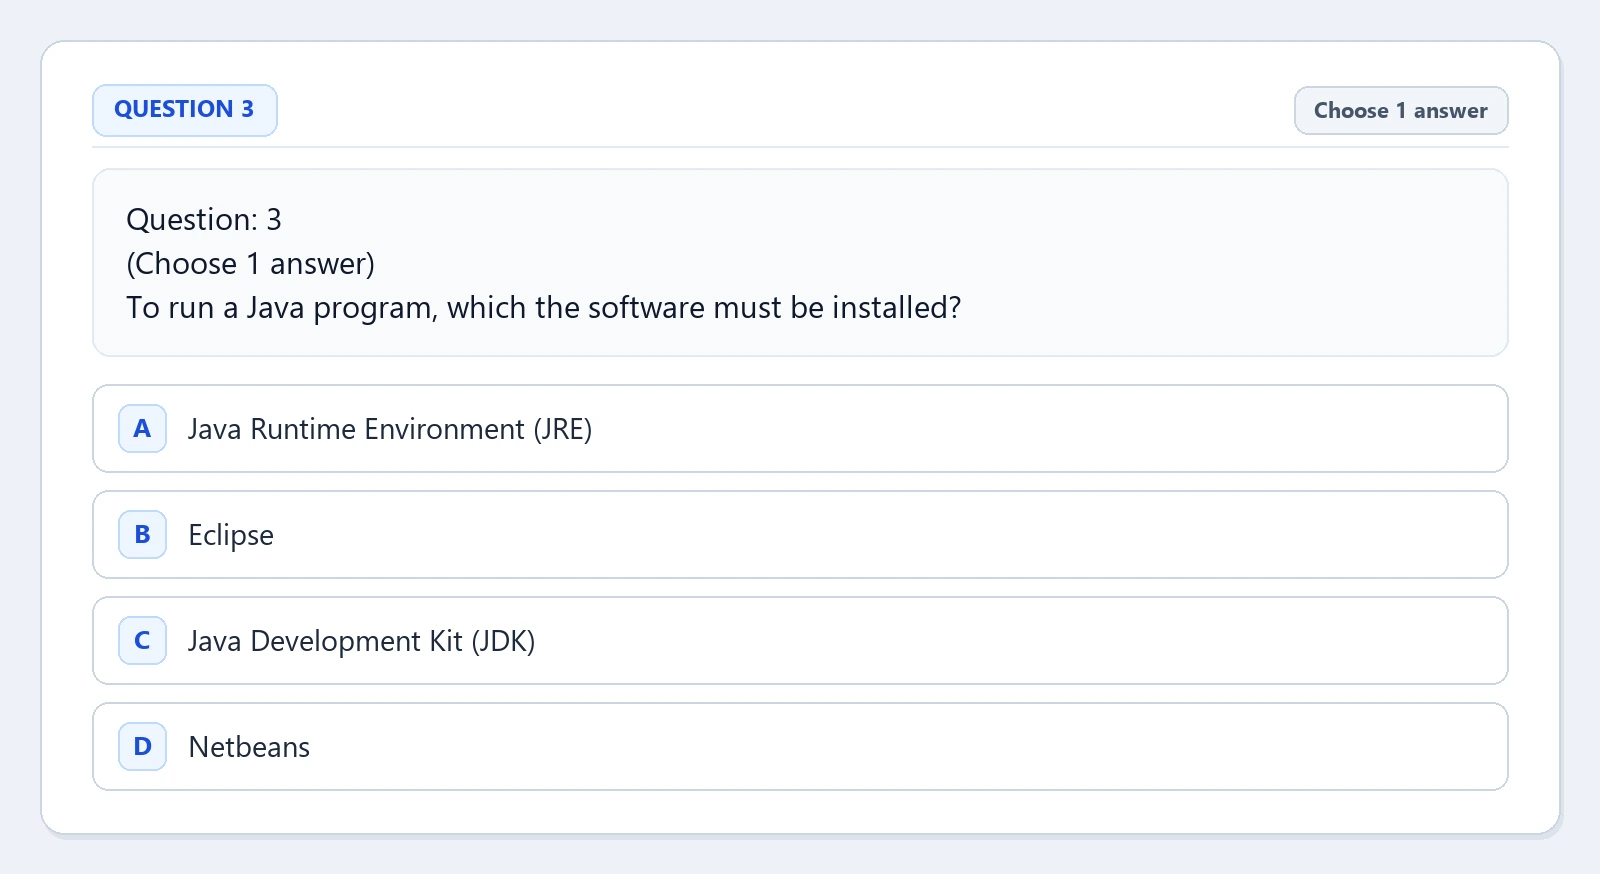 QUESTION 3
Choose 1 answer
Question: 3
(Choose 1 answer)
To run a Java program, which the software must be installed?
A Java Runtime Environment (JRE)
B Eclipse
C Java Development Kit (JDK)
D Netbeans